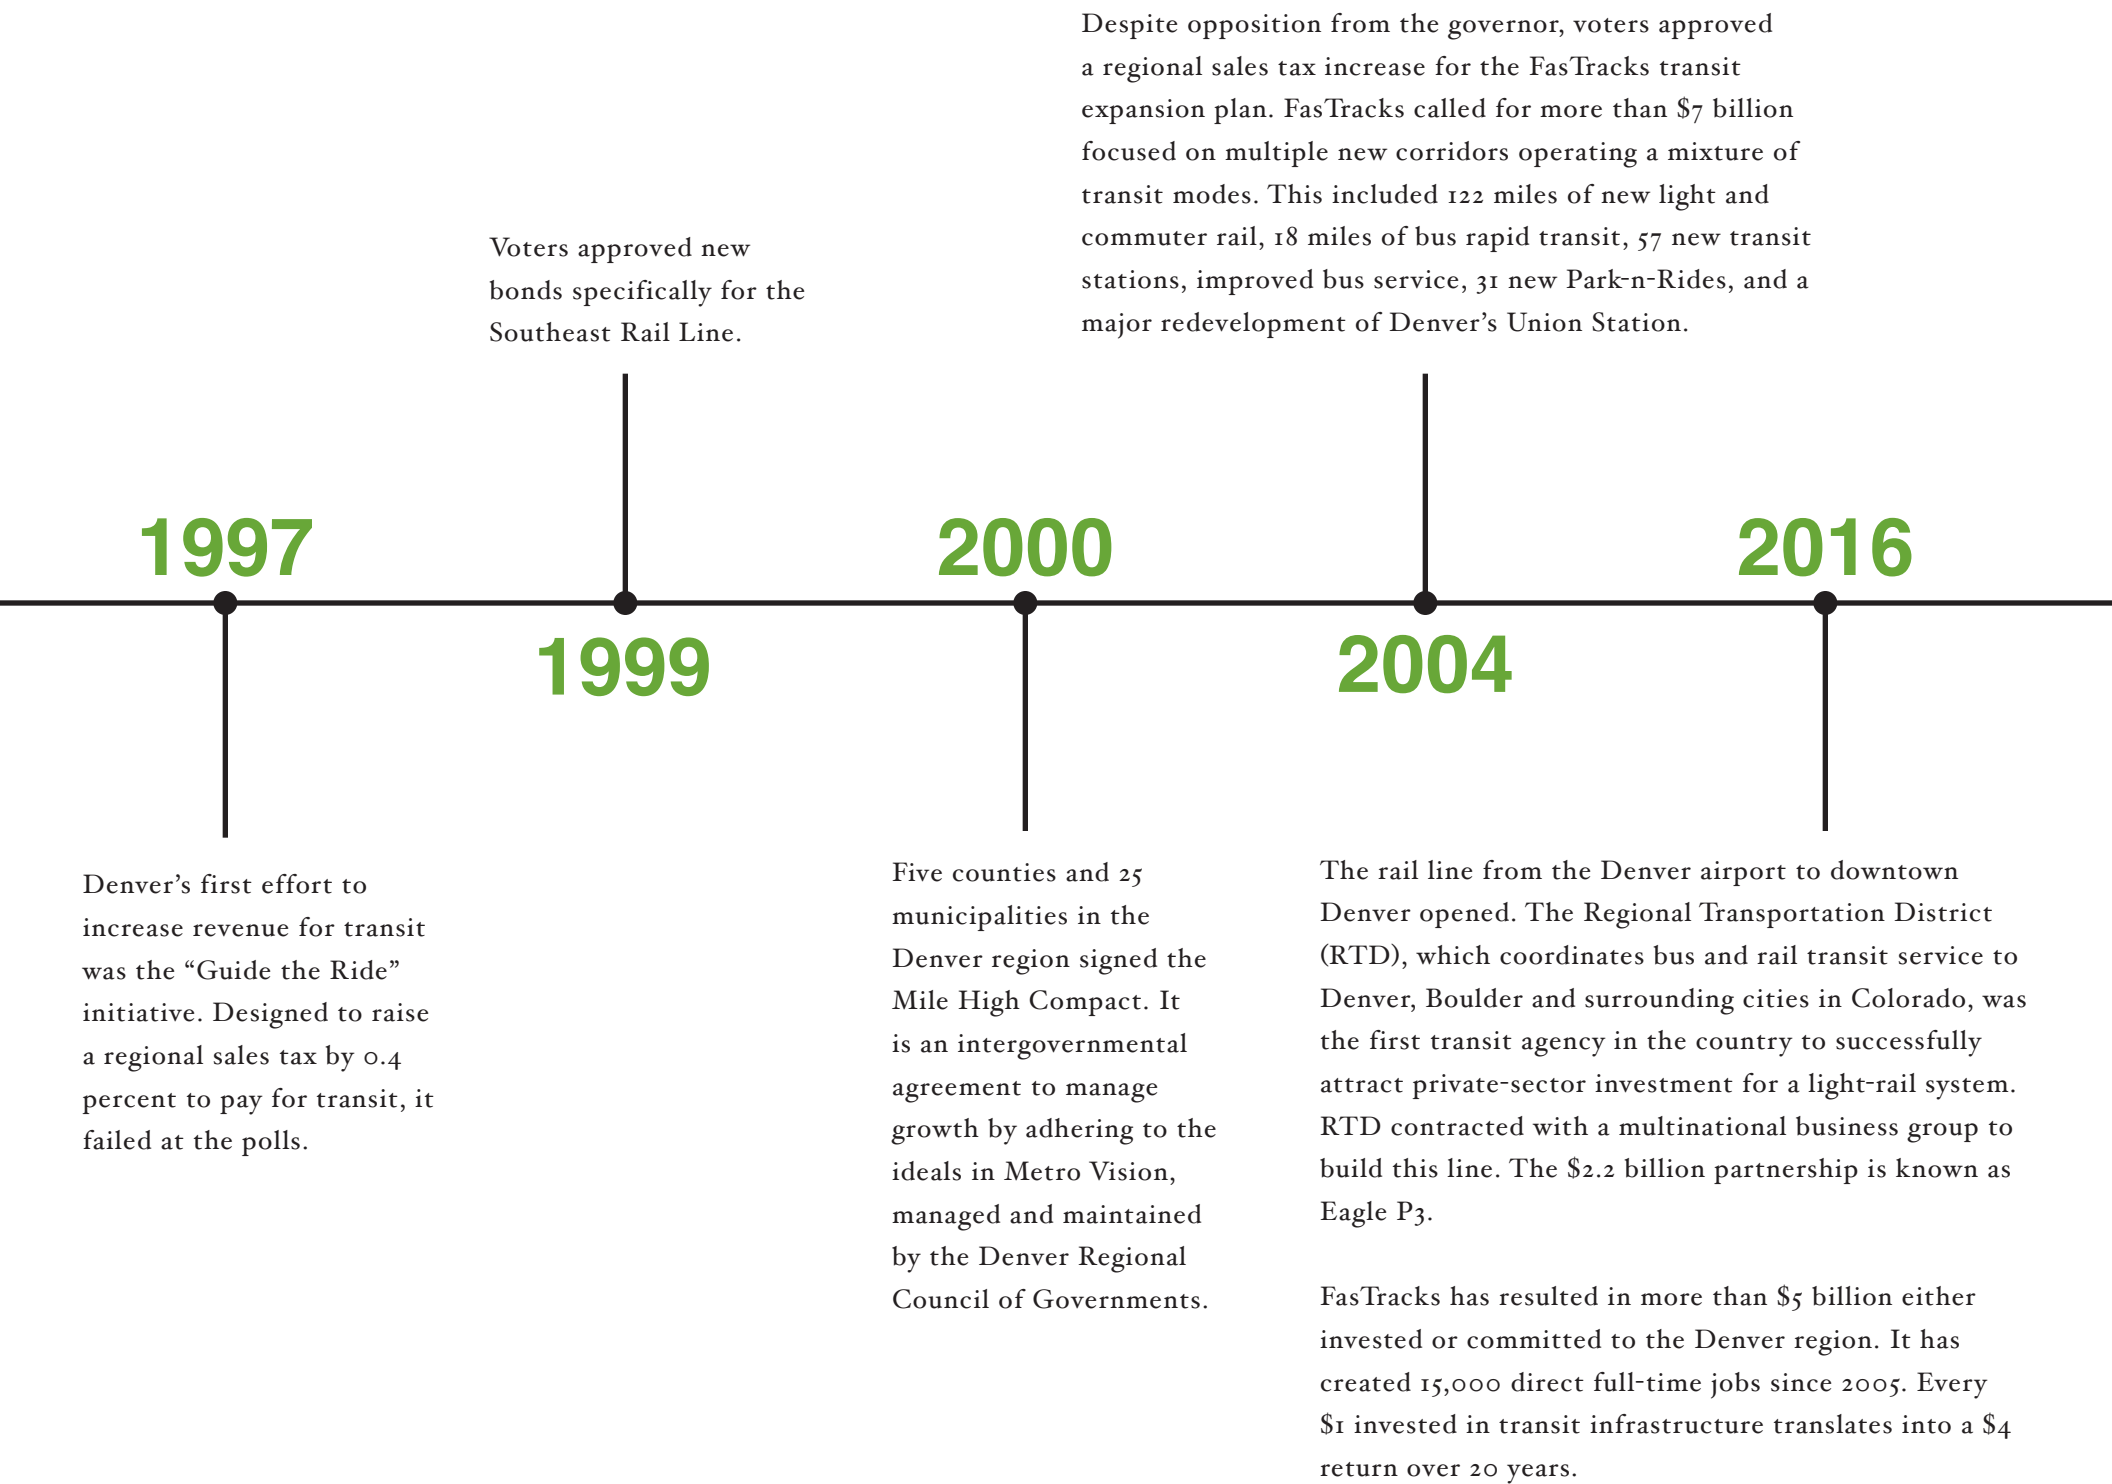 Despite opposition from the governor, voters approved
a regional sales tax increase for the FasTracks transit
expansion plan. FasTracks called for more than $7 billion
focused on multiple new corridors operating a mixture of
transit modes. This included 122 miles of new light and
commuter rail, 18 miles of bus rapid transit, 57 new transit
stations, improved bus service, 31 new Park-n-Rides, and a
major redevelopment of Denver’s Union Station.
Voters approved new
bonds specifically for the
Southeast Rail Line.
1997
1999
2000
2004
2016
Denver’s first effort to
increase revenue for transit
was the “Guide the Ride”
initiative. Designed to raise
a regional sales tax by 0.4
percent to pay for transit, it
failed at the polls.
Five counties and 25
municipalities in the
Denver region signed the
Mile High Compact. It
is an intergovernmental
agreement to manage
growth by adhering to the
ideals in Metro Vision,
managed and maintained
by the Denver Regional
Council of Governments.
The rail line from the Denver airport to downtown
Denver opened. The Regional Transportation District
(RTD), which coordinates bus and rail transit service to
Denver, Boulder and surrounding cities in Colorado, was
the first transit agency in the country to successfully
attract private-sector investment for a light-rail system.
RTD contracted with a multinational business group to
build this line. The $2.2 billion partnership is known as
Eagle P3.
FasTracks has resulted in more than $5 billion either
invested or committed to the Denver region. It has
created 15,000 direct full-time jobs since 2005. Every
$1 invested in transit infrastructure translates into a $4
return over 20 years.